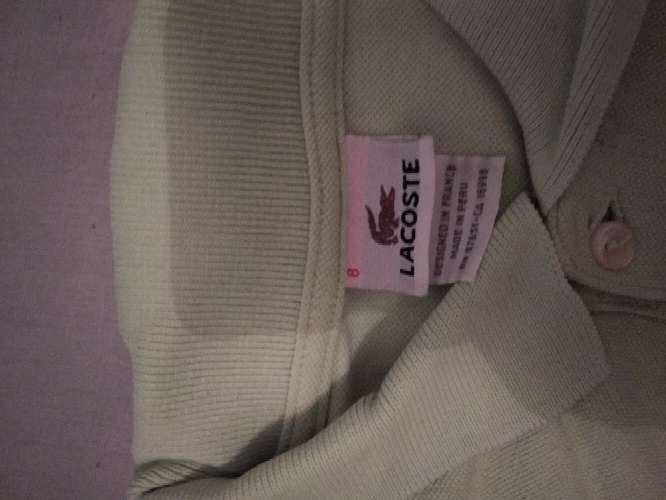 8
LACOSTE
DESIGNED IN FRANCE
MADE IN PERU